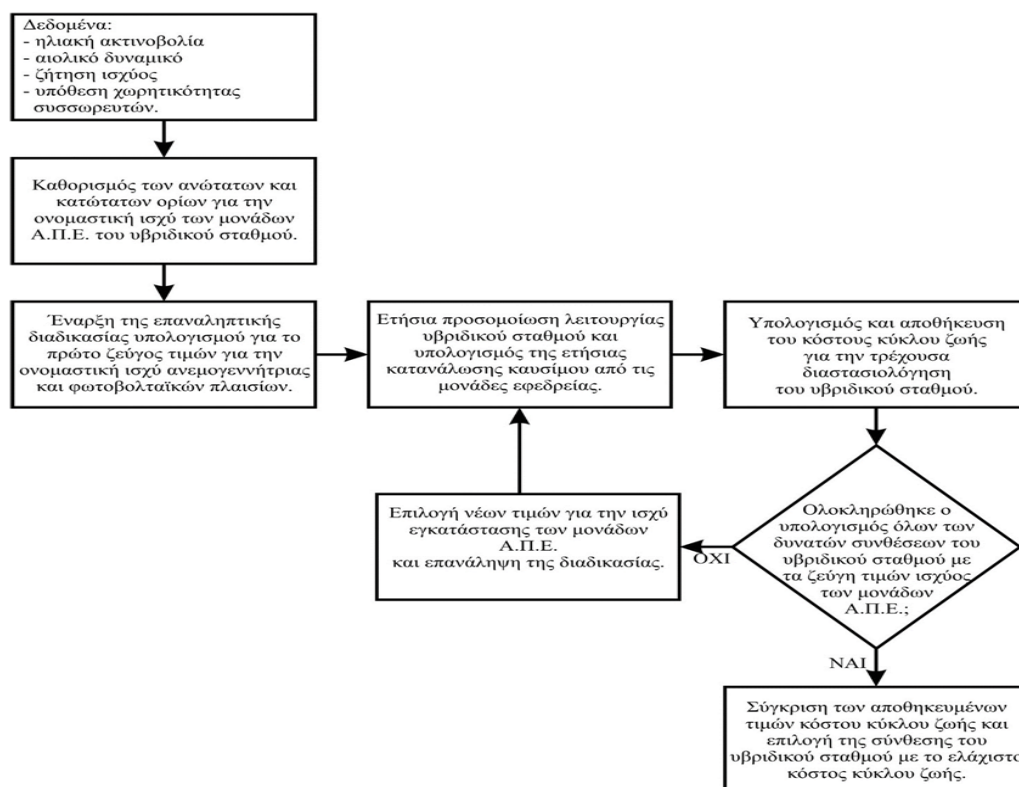 Δεδομένα:
- ηλιακή ακτινοβολία
- αιολικό δυναμικό
- ζήτηση ισχύος
- υπόθεση χωρητικότητας
συσσωρευτών.
Καθορισμός των ανώτατων και
κατώτατων ορίων για την
ονομαστική ισχύ των μονάδων
Α.Π.Ε. του υβριδικού σταθμού.
Έναρξη της επαναληπτικής
διαδικασίας υπολογισμού για το
πρώτο ζεύγος τιμών για την
ονομαστική ισχύ ανεμογεννήτριας
και φωτοβολταϊκών πλαισίων.
Ετήσια προσομοίωση λειτουργίας
υβριδικού σταθμού και
υπολογισμός της ετήσιας
κατανάλωσης καυσίμου από τις
μονάδες εφεδρείας.
Υπολογισμός και αποθήκευση
του κόστους κύκλου ζωής
για την τρέχουσα
διαστασιολόγηση
του υβριδικού σταθμού.
Ολοκληρώθηκε ο
υπολογισμός όλων των
δυνατών συνθέσεων του
υβριδικού σταθμού με
τα ζεύγη τιμών ισχύος
των μονάδων
Α.Π.Ε.;
ΟΧΙ
Επιλογή νέων τιμών για την ισχύ
εγκατάστασης των μονάδων
Α.Π.Ε.
και επανάληψη της διαδικασίας.
ΝΑΙ
Σύγκριση των αποθηκευμένων
τιμών κόστου κύκλου ζωής και
επιλογή της σύνθεσης του
υβριδικού σταθμού με το ελάχιστο
κόστος κύκλου ζωής.